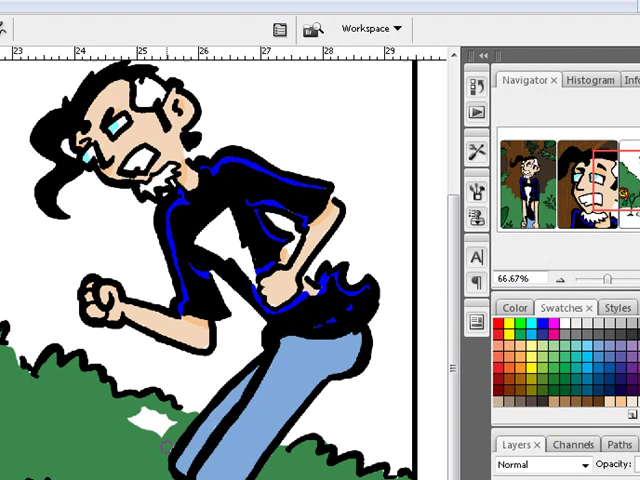 Workspace
23 24 25 26 27 28 29
Navigator × Histogram Info
66.67%
Color Swatches × Styles
Layers × Channels Paths
Normal Opacity: